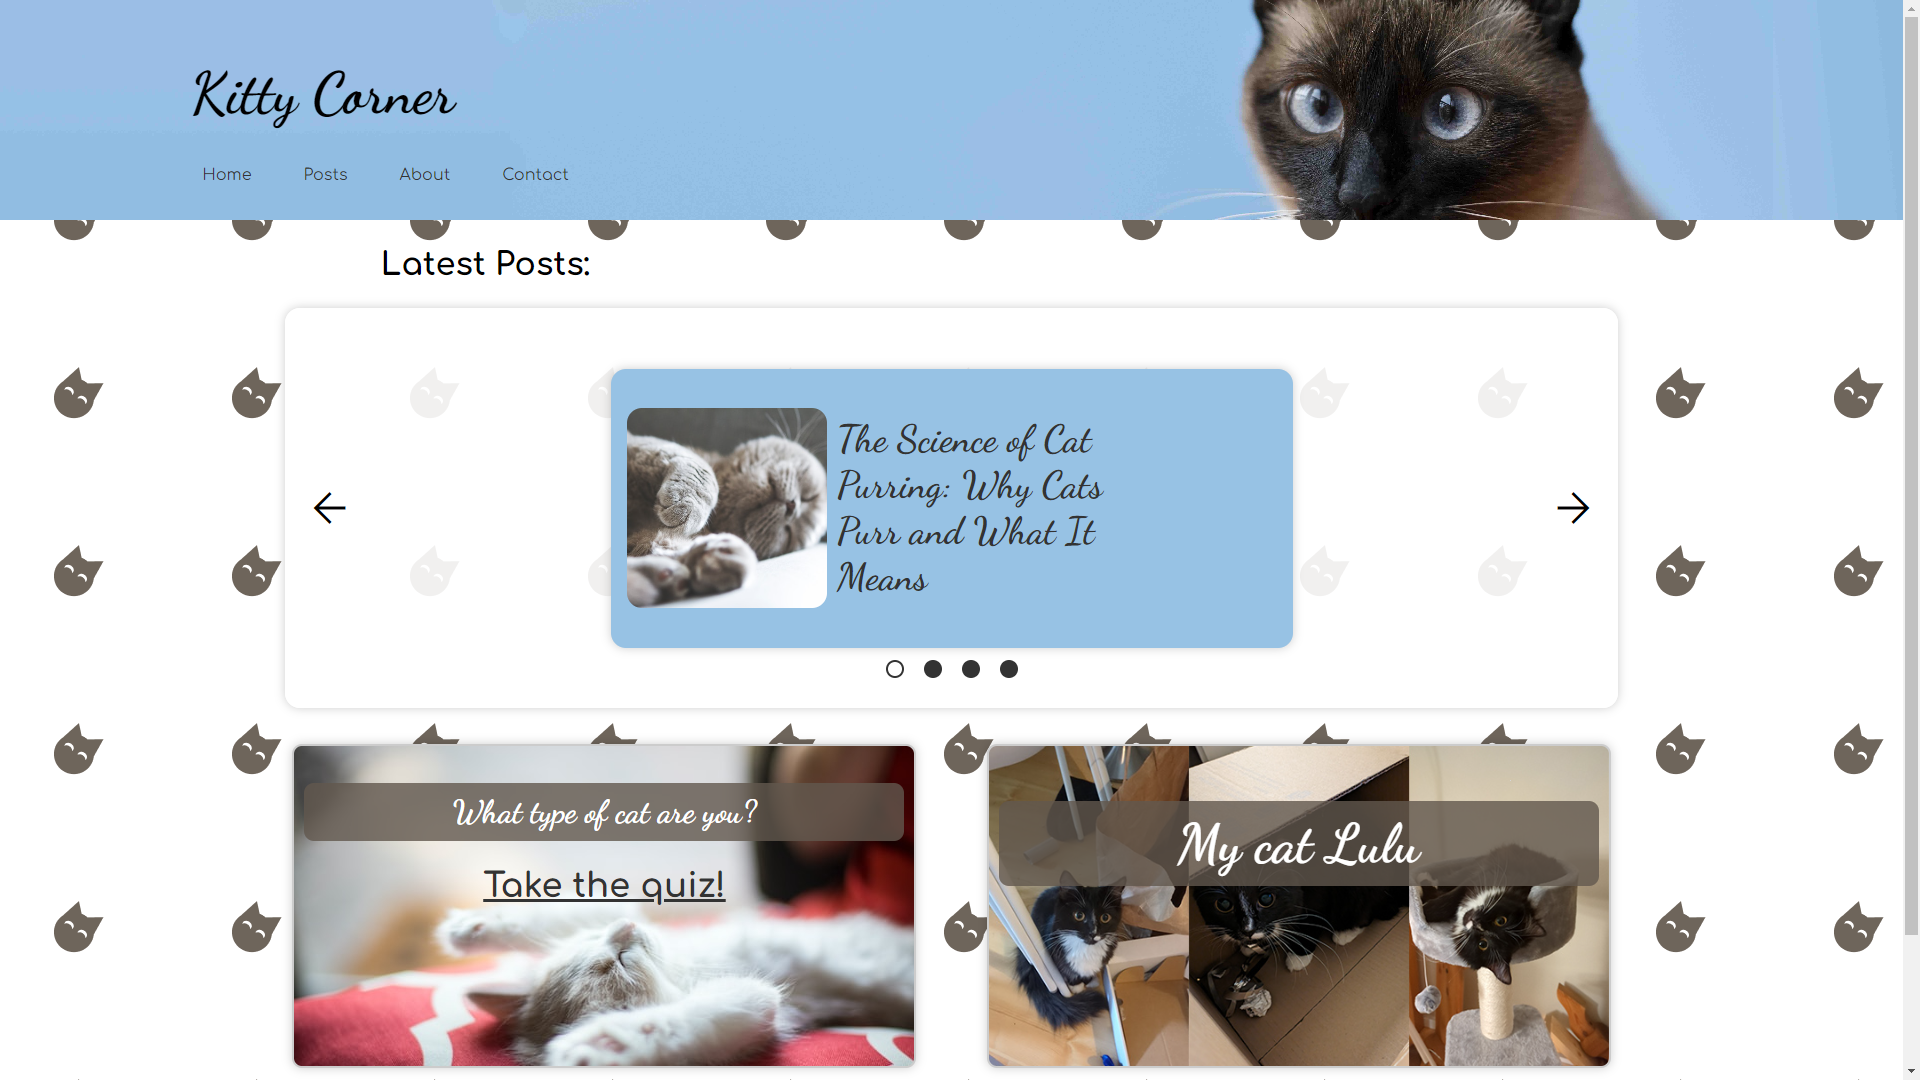 Kitty Corner
Home Posts About Contact
Latest Posts:
The Science of Cat
Purring: Why Cats
Purr and What It
Means
What type of cat are you?
Take the quiz!
My cat Lulu